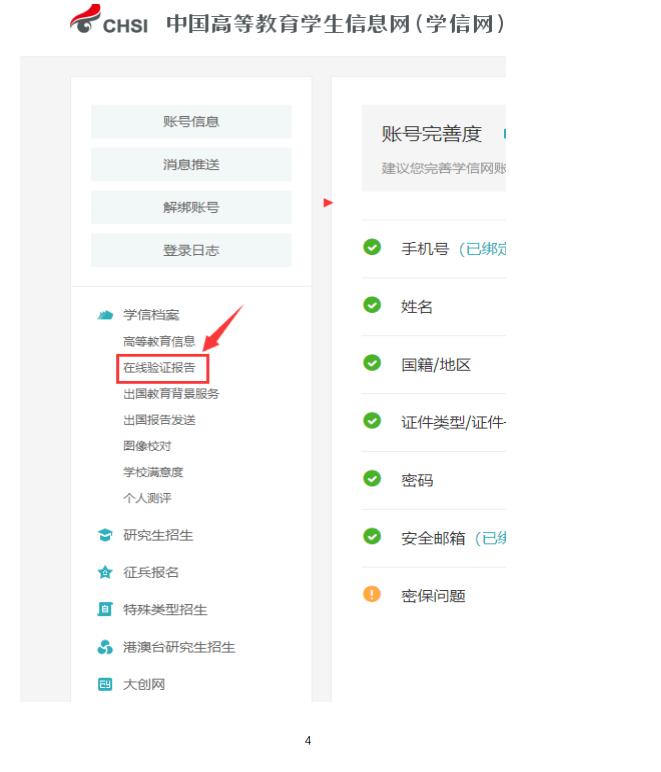 CHSI 中国高等教育学生信息网(学信网)
账号信息
消息推送
解绑账号
登录日志
学信档案
高等教育信息
在线验证报告
出国教育背景服务
出国报告发送
图像校对
学校满意度
个人测评
研究生招生
征兵报名
特殊类型招生
港澳台研究生招生
大创网
账号完善度
建议您完善学信网账
手机号（已绑定
姓名
国籍/地区
证件类型/证件
密码
安全邮箱（已绑
密保问题
4